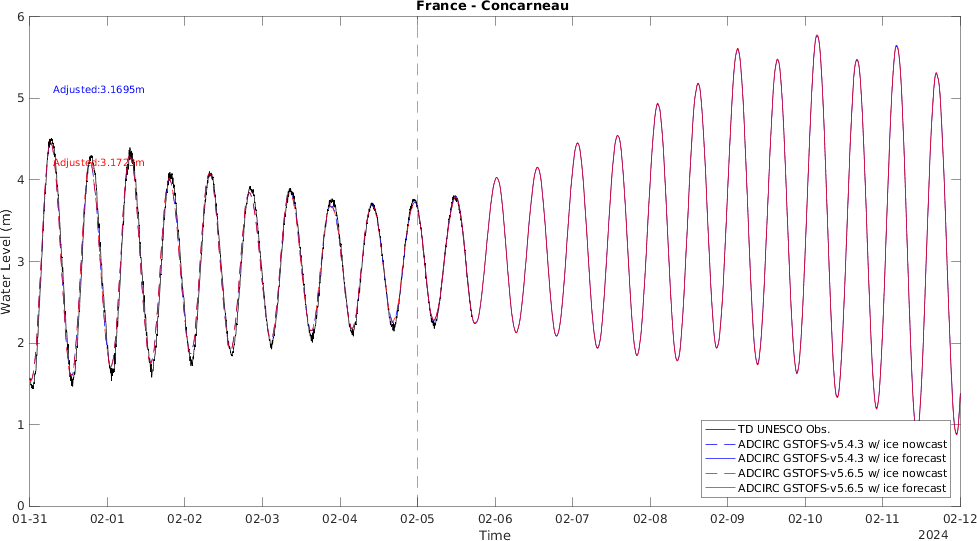 France - Concarneau
6
5
4
3
2
1
0
Water Level (m)
Adjusted:3.1695m
01-31
02-01
02-02
02-03
02-04
02-05
02-06
02-07
02-08
02-09
02-10
02-11
02-12
2024
Time
TD UNESCO Obs.
ADCIRC GSTOFS-v5.4.3 w/ ice nowcast
ADCIRC GSTOFS-v5.4.3 w/ ice forecast
ADCIRC GSTOFS-v5.6.5 w/ ice nowcast
ADCIRC GSTOFS-v5.6.5 w/ ice forecast